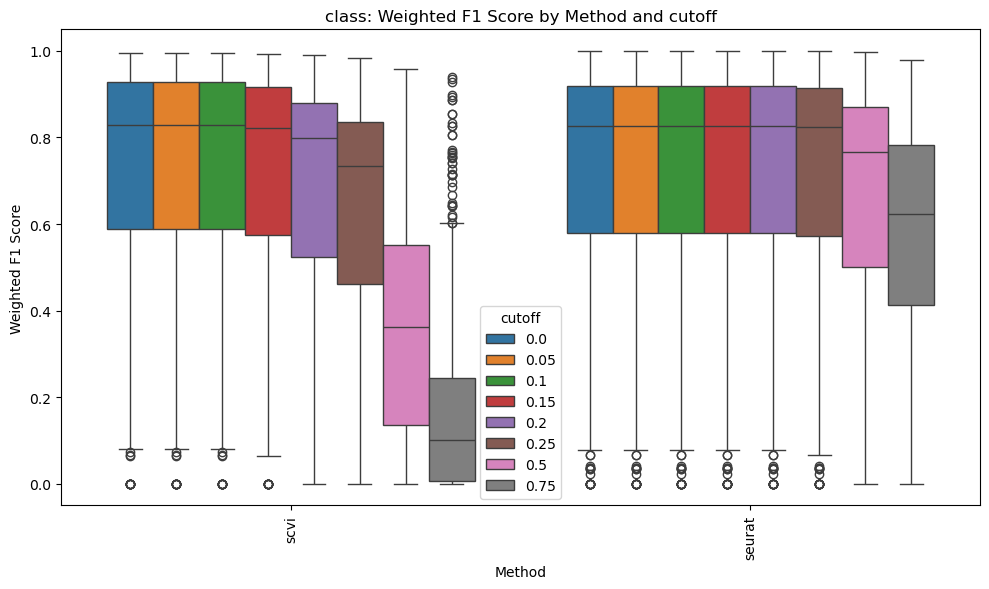 class: Weighted F1 Score by Method and cutoff
Weighted F1 Score
1.0
0.8
0.6
0.4
0.2
0.0
cutoff
0.0
0.05
0.1
0.15
0.2
0.25
0.5
0.75
scvi
seurat
Method